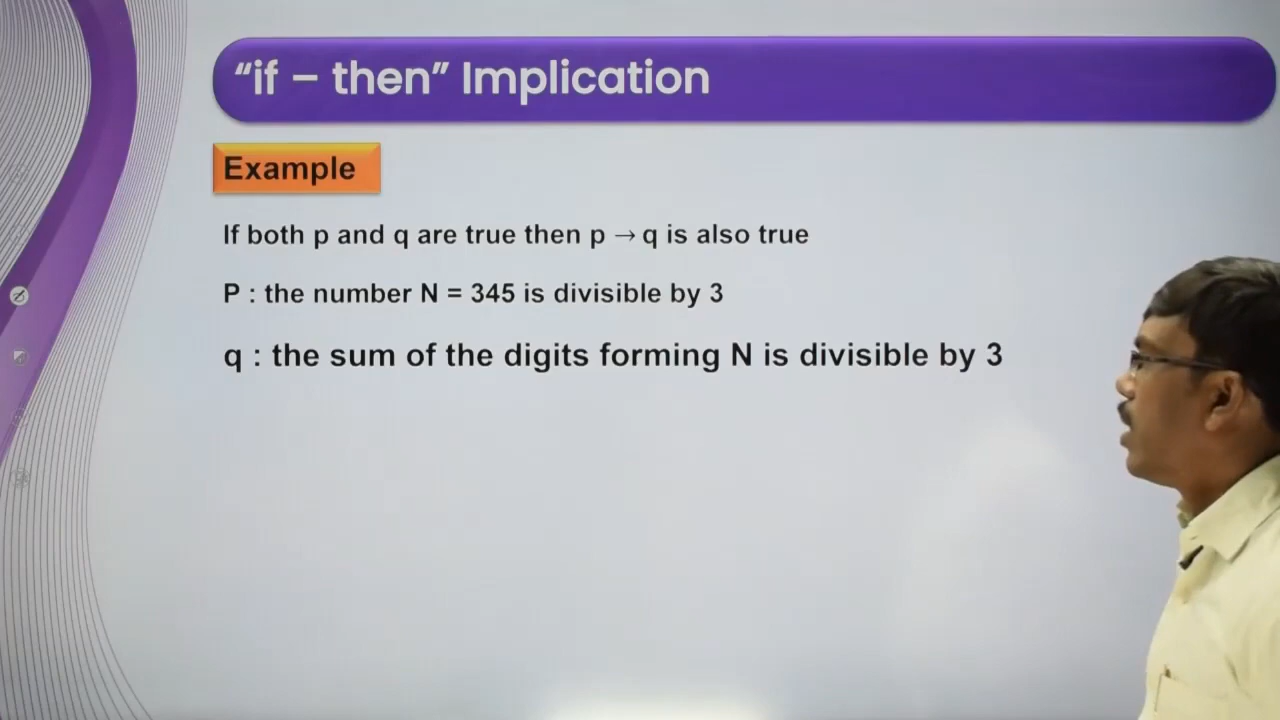 “if – then” Implication
Example
If both p and q are true then p → q is also true
P : the number N = 345 is divisible by 3
q : the sum of the digits forming N is divisible by 3